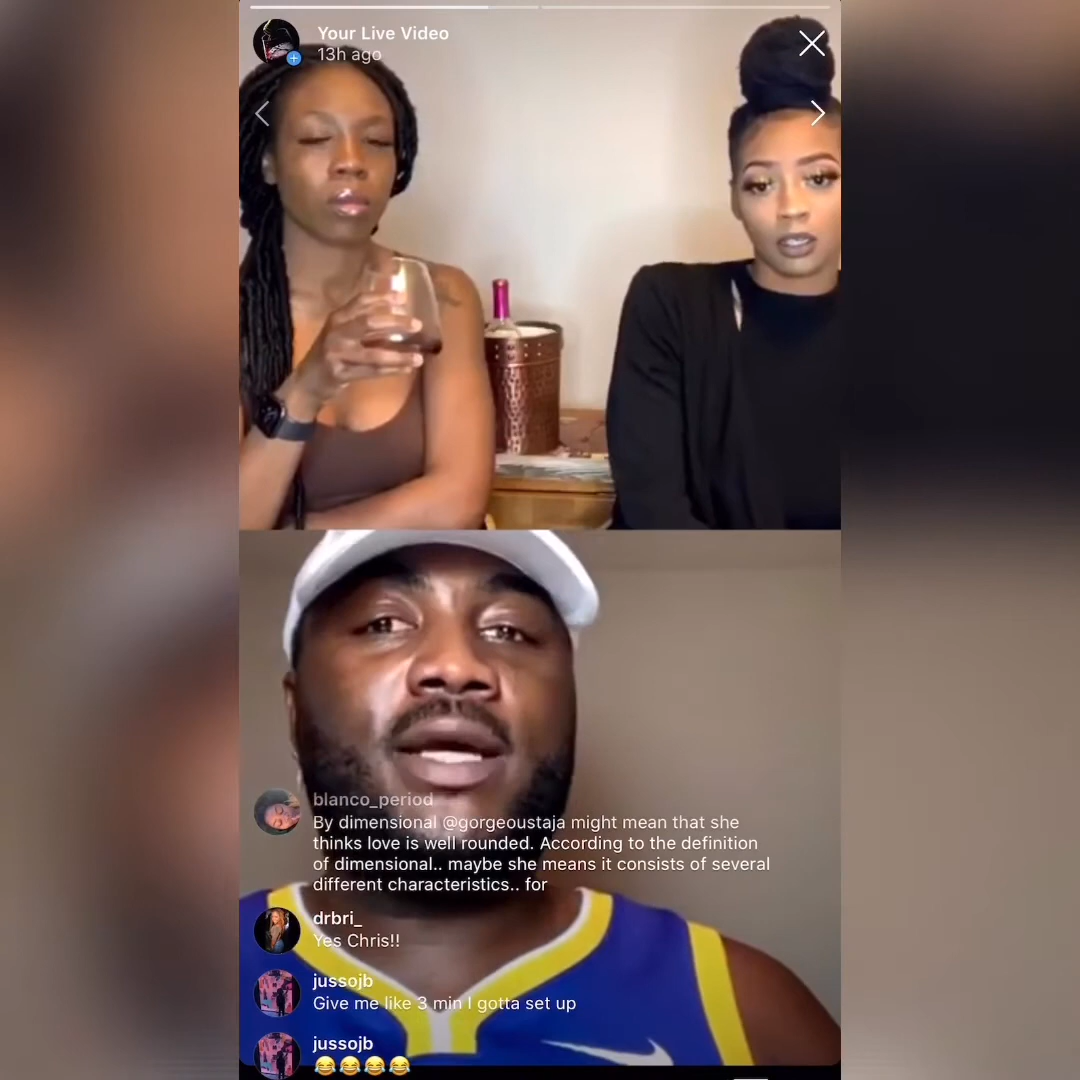 Your Live Video
13h ago
blanco_period
By dimensional @gorgeoustaja might mean that she
thinks love is well rounded. According to the definition
of dimensional.. maybe she means it consists of several
different characteristics.. for
drbri_
Yes Chris!!
jussojb
Give me like 3 min I gotta set up
jussojb
😂😂😂😂